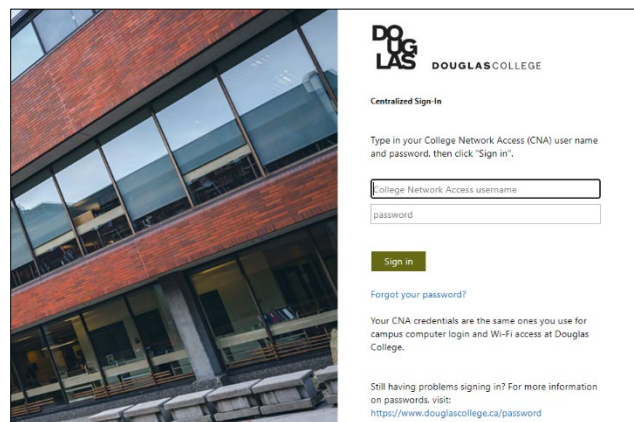 DO
UG
LAS
DOUGLASCOLLEGE
Centralized Sign-In
Type in your College Network Access (CNA) user name
and password, then click "Sign in".
College Network Access username
password
Sign in
Forgot your password?
Your CNA credentials are the same ones you use for
campus computer login and Wi-Fi access at Douglas
College.
Still having problems signing in? For more information
on passwords, visit:
https://www.douglascollege.ca/password